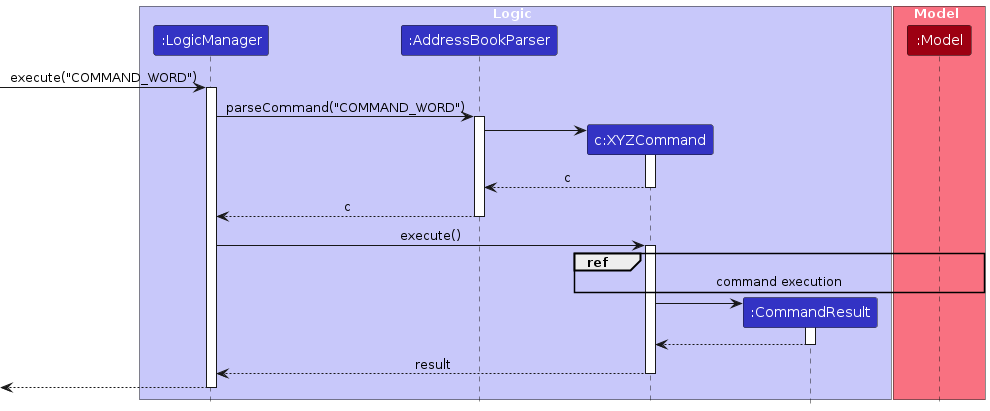 Logic
Model
:LogicManager
:AddressBookParser
:Model
execute("COMMAND_WORD")
parseCommand("COMMAND_WORD")
c:XYZCommand
c
c
execute()
ref
command execution
:CommandResult
result